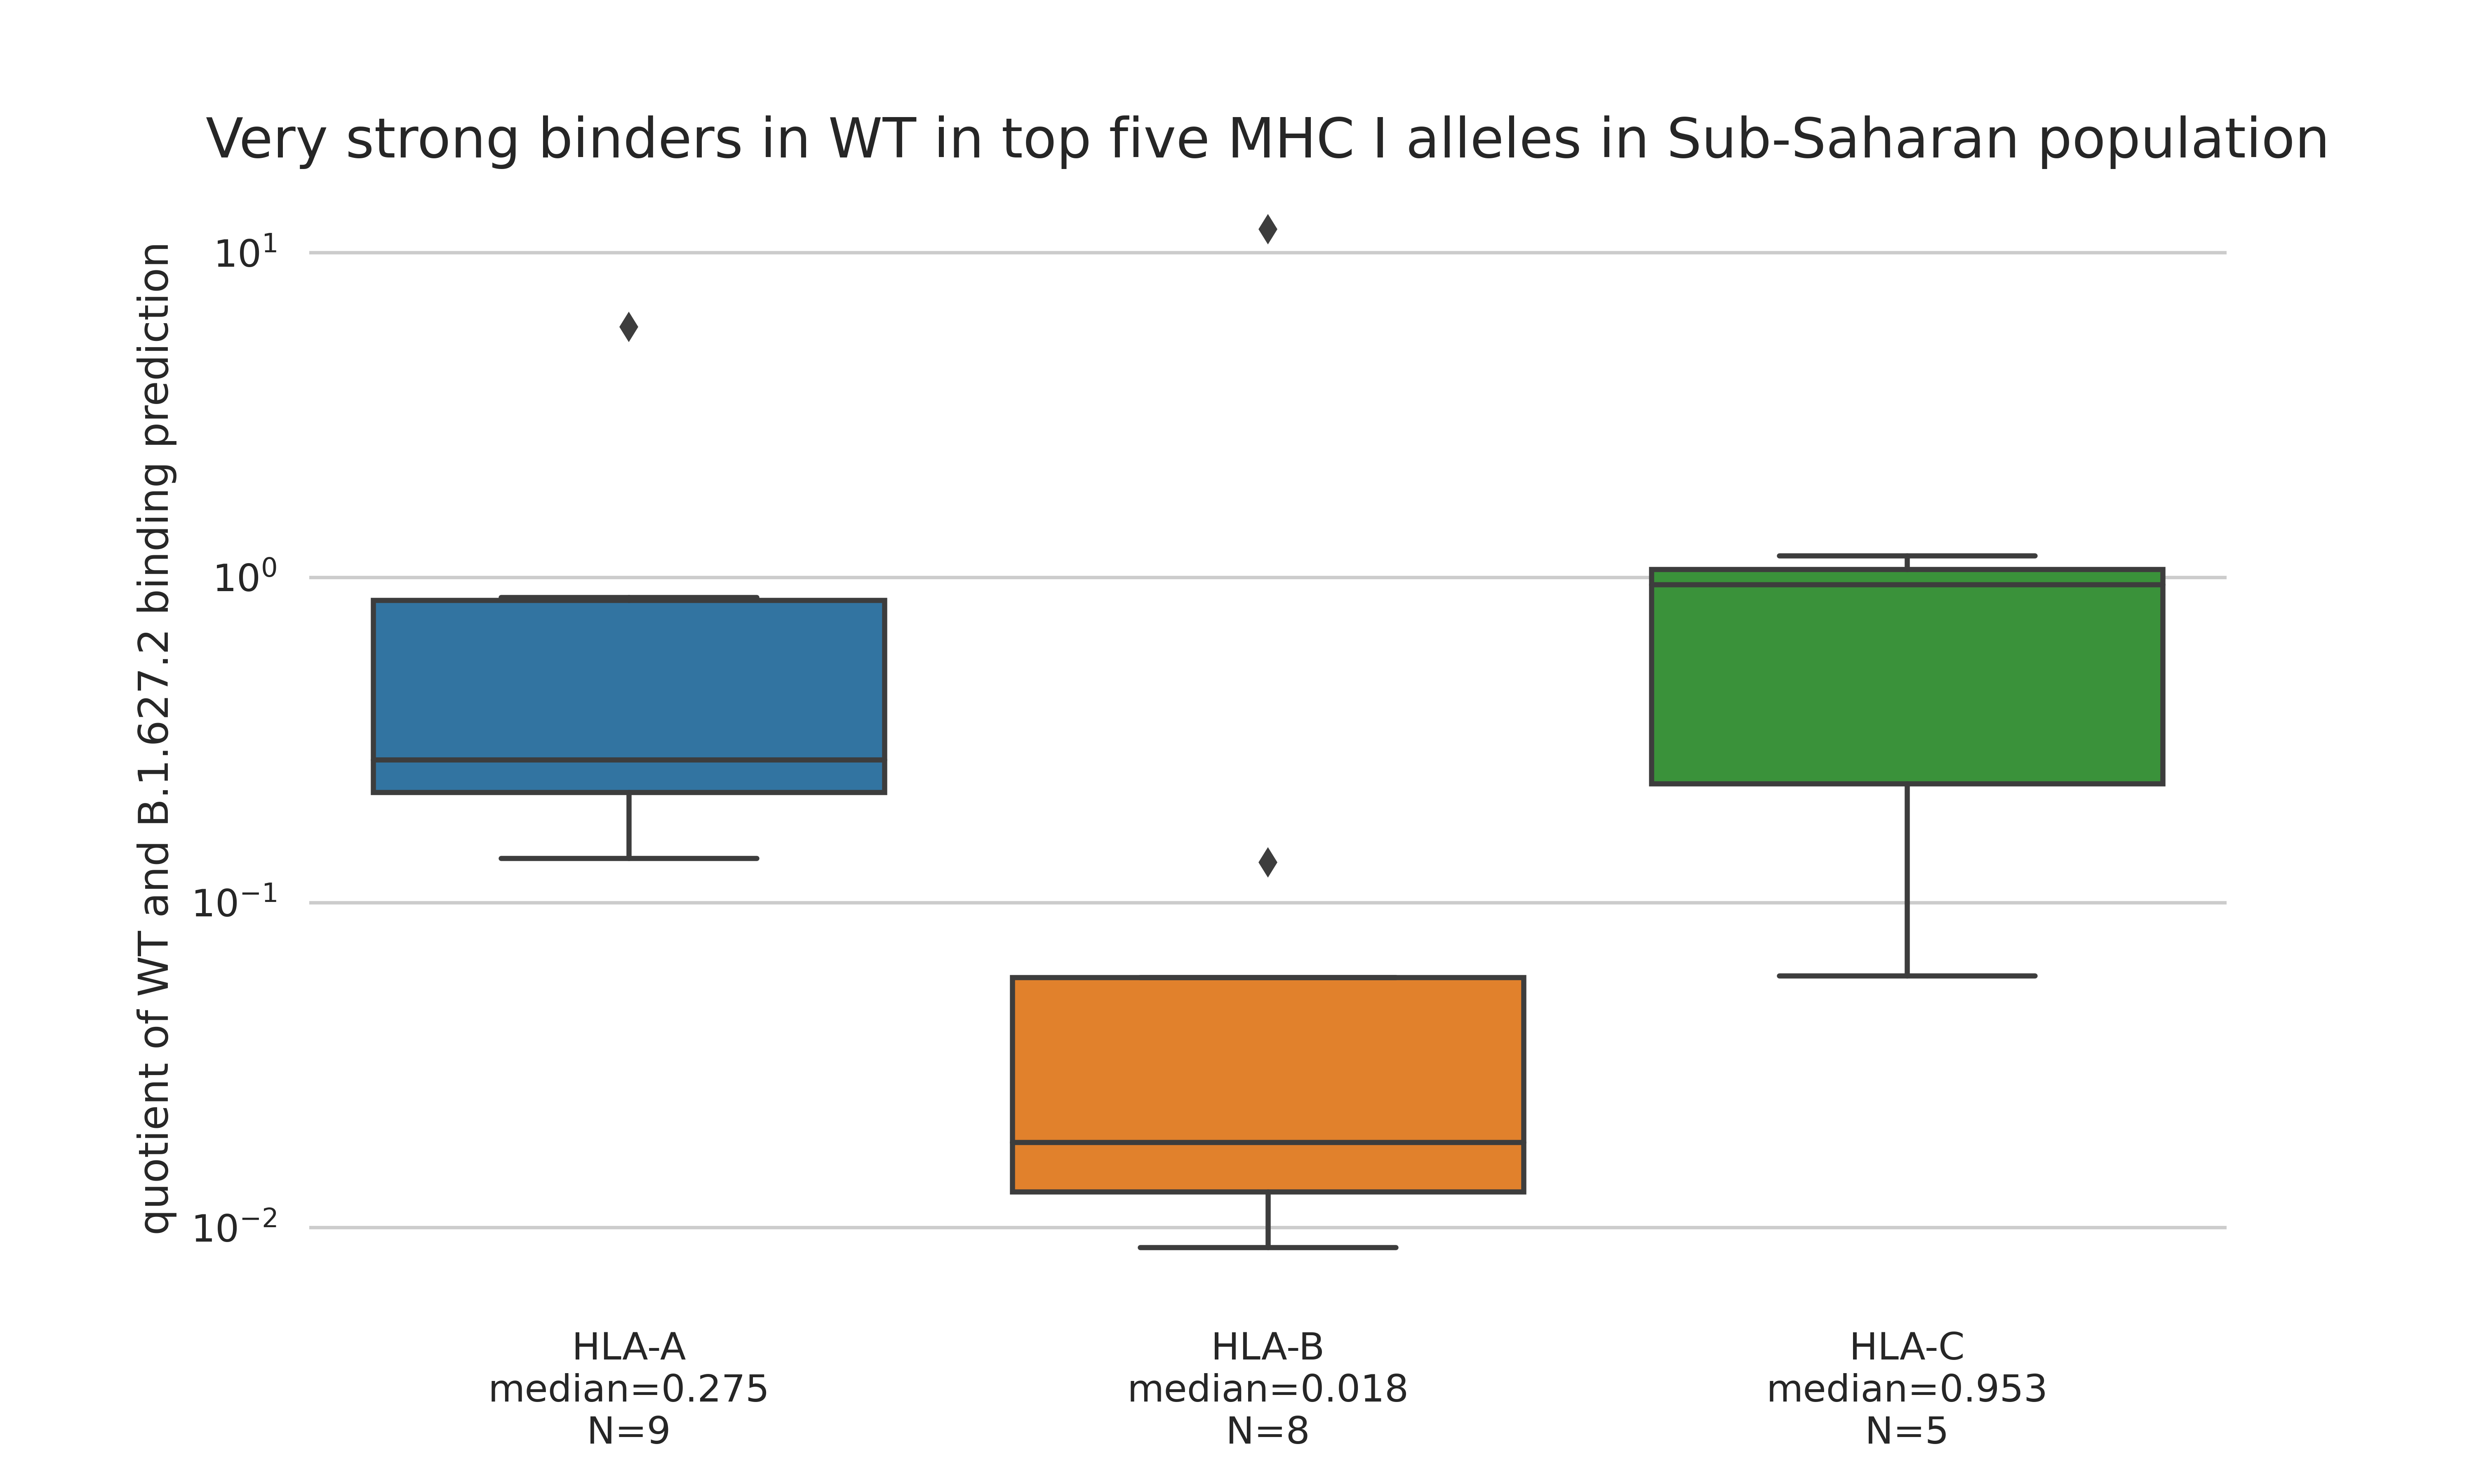 Very strong binders in WT in top five MHC I alleles in Sub-Saharan population
quotient of WT and B.1.627.2 binding prediction
10¹
10⁰
10⁻¹
10⁻²
HLA-A
median=0.275
N=9
HLA-B
median=0.018
N=8
HLA-C
median=0.953
N=5